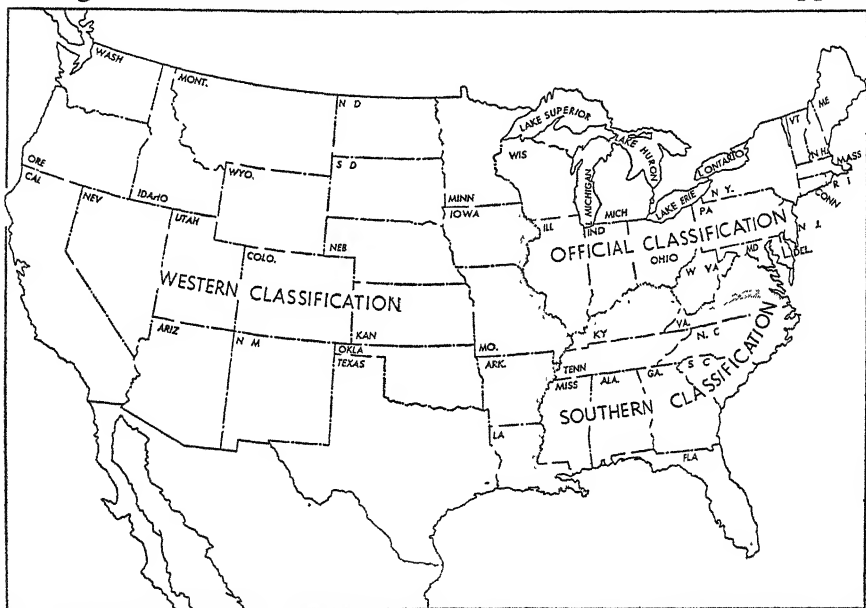 WASH
MONT.
N D
ME
VT
LAKE SUPERIOR
LAKE HURON
WIS
L. ONTARIO
N H.
MASS
ORE
CAL
S D
R I
CONN
WYO.
L MICHIGAN
MINN
IOWA
MICH
LAKE ERIE
N Y.
PA
NEV
IDAHO
UTAH
ILL
IND
N J.
NEB
COLO.
OFFICIAL CLASSIFICATION
OHIO
MD
DEL.
W VA
WESTERN CLASSIFICATION
ARIZ
N M
KAN
OKLA
TEXAS
MO.
ARK.
KY
VA.
N. C
TENN
MISS
ALA.
GA.
S C
SOUTHERN CLASSIFICATION
LA
FLA